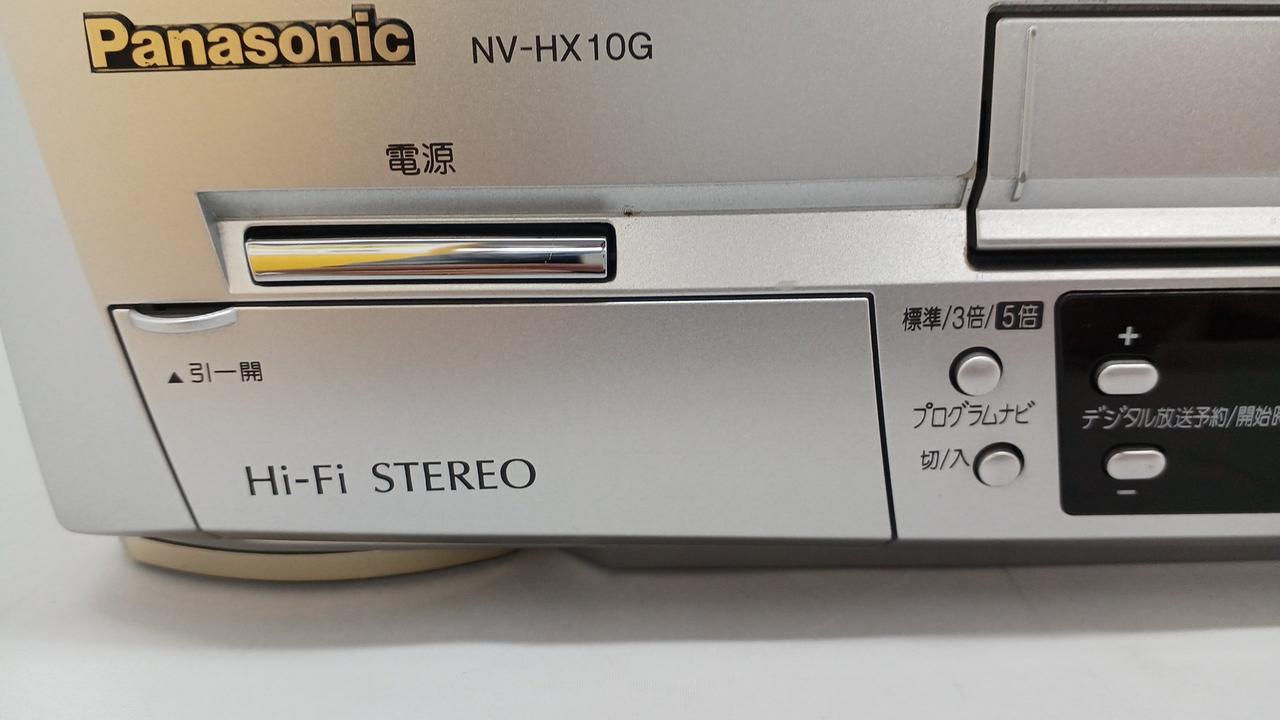 Panasonic NV-HX10G
電源
標準/3倍/5倍
+
▲引一開
プログラムナビ
デジタル放送予約/開始
切/入
Hi-Fi STEREO
−